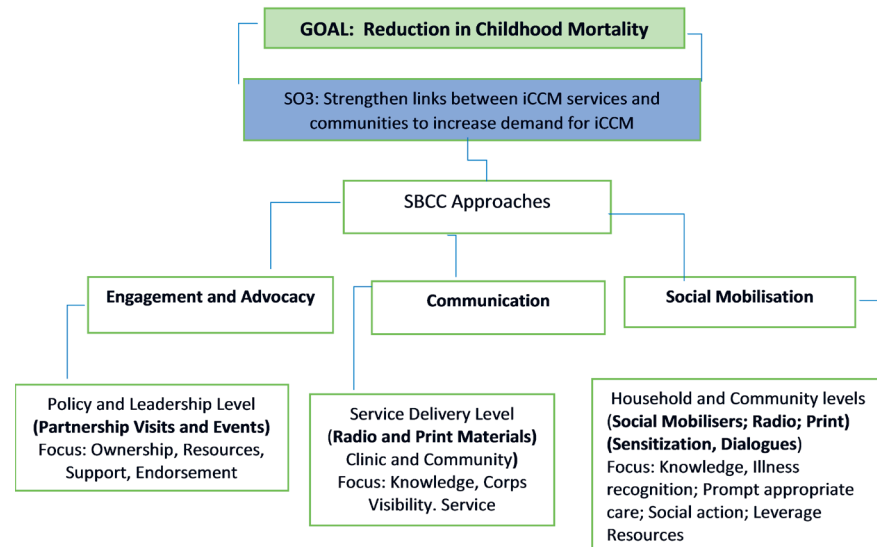 GOAL: Reduction in Childhood Mortality
SO3: Strengthen links between iCCM services and
communities to increase demand for iCCM
SBCC Approaches
Engagement and Advocacy
Communication
Social Mobilisation
Policy and Leadership Level
(Partnership Visits and Events)
Focus: Ownership, Resources,
Support, Endorsement
Service Delivery Level
(Radio and Print Materials)
Clinic and Community)
Focus: Knowledge, Corps
Visibility. Service
Household and Community levels
(Social Mobilisers; Radio; Print)
(Sensitization, Dialogues)
Focus: Knowledge, Illness
recognition; Prompt appropriate
care; Social action; Leverage
Resources